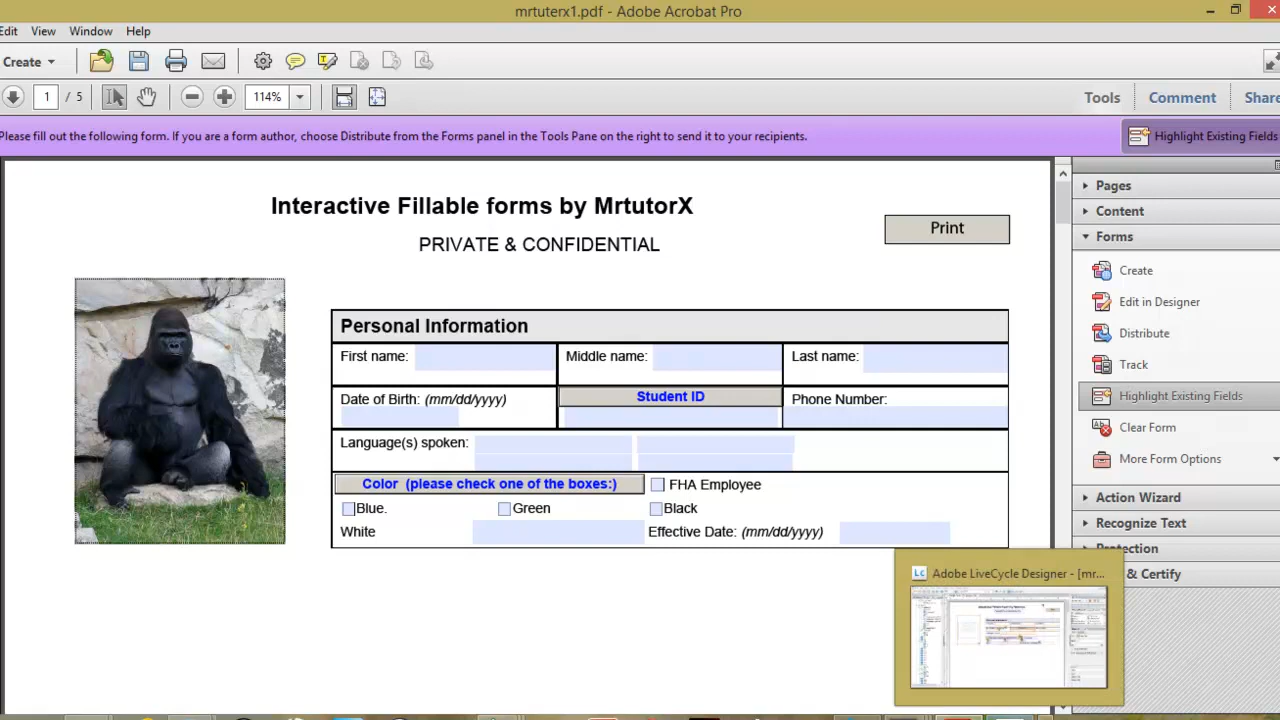 mrtuterx1.pdf - Adobe Acrobat Pro
Edit View Window Help
Create
1 / 5 114% Tools Comment Share
Please fill out the following form. If you are a form author, choose Distribute from the Forms panel in the Tools Pane on the right to send it to your recipients. Highlight Existing Fields
Interactive Fillable forms by MrtutorX
PRIVATE & CONFIDENTIAL
Print
Personal Information
First name: Middle name: Last name:
Date of Birth: (mm/dd/yyyy) Student ID Phone Number:
Language(s) spoken:
Color (please check one of the boxes:) FHA Employee
Blue. Green Black
White Effective Date: (mm/dd/yyyy)
Pages
Content
Forms
Create
Edit in Designer
Distribute
Track
Highlight Existing Fields
Clear Form
More Form Options
Action Wizard
Recognize Text
Protection
& Certify
Lc Adobe LiveCycle Designer - [mr...